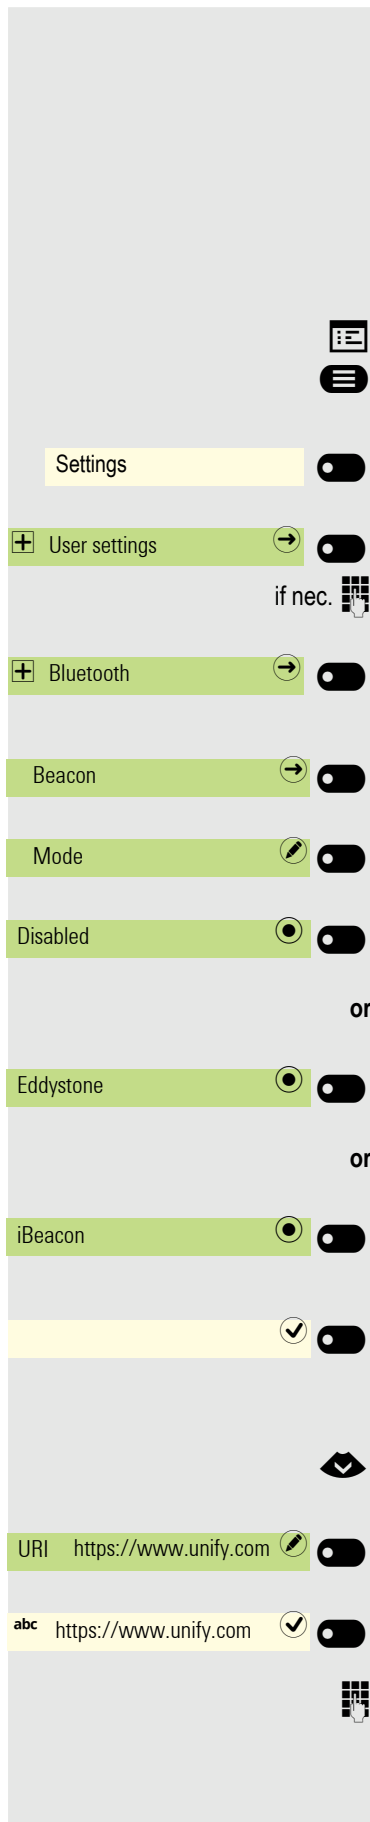 Settings
User settings
if nec.
Bluetooth
Beacon
Mode
Disabled
or
Eddystone
or
iBeacon
URI https://www.unify.com
abc https://www.unify.com